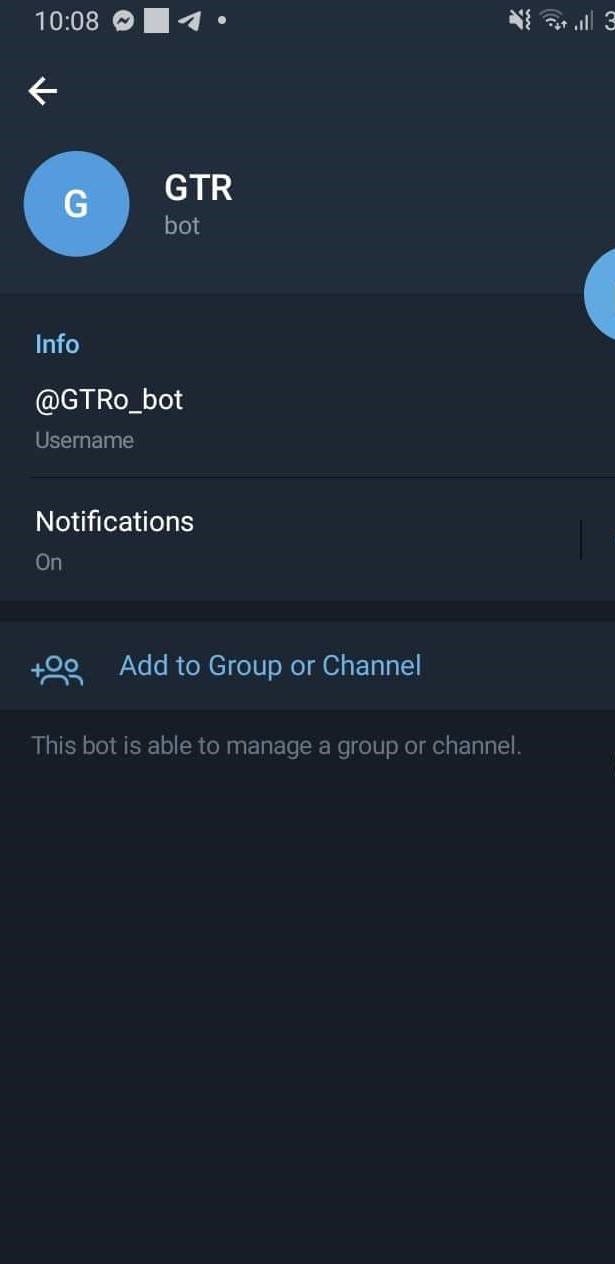 10:08
G
GTR
bot
Info
@GTRo_bot
Username
Notifications
On
Add to Group or Channel
This bot is able to manage a group or channel.